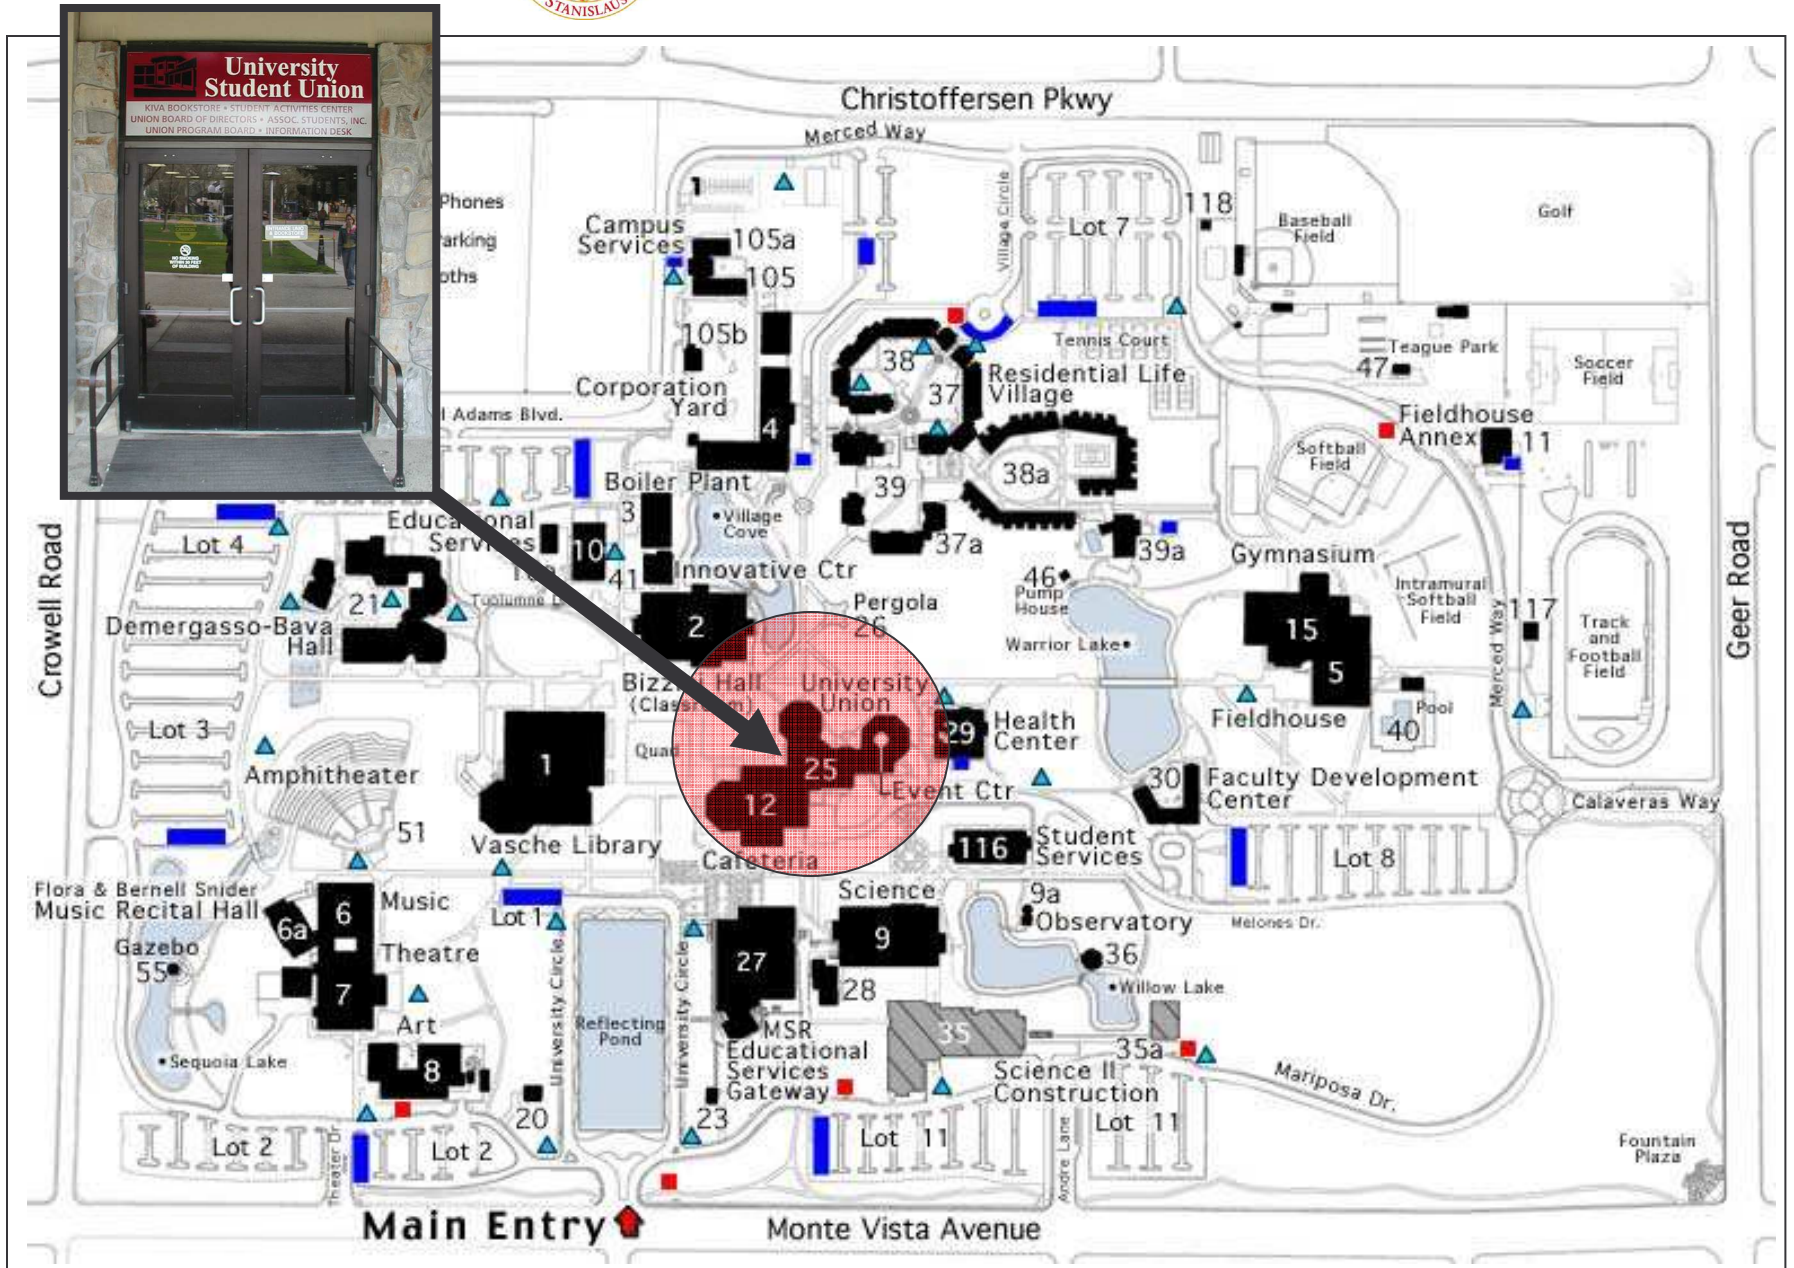 STANISLAUS
University
Student Union
KIVA BOOKSTORE • STUDENT ACTIVITIES CENTER
UNION BOARD OF DIRECTORS • ASSOC. STUDENTS, INC.
UNION PROGRAM BOARD • INFORMATION DESK
NO SMOKING
WITHIN 20 FEET
OF BUILDING
Christoffersen Pkwy
Merced Way
Phones
arking
oths
Campus
Services
105a
105
105b
Corporation
Yard
4
Village Circle
Lot 7
118
Baseball
Field
Golf
38
37
Tennis Court
Residential Life
Village
Teague Park
47
Soccer
Field
l Adams Blvd.
Fieldhouse
Annex
11
Softball
Field
Boiler Plant
3
39
38a
Village
Cove
Crowell Road
Lot 4
Educational
Services
10
41
Innovative Ctr
37a
39a
Gymnasium
Geer Road
21
Demergasso-Bava
Hall
2
Pergola
26
46
Pump
House
Warrior Lake
15
5
Intramural
Softball
Field
Merced Way
117
Track
and
Football
Field
Lot 3
Bizzini Hall
University
Union
Quad
29
Health
Center
Fieldhouse
Pool
40
Amphitheater
51
1
Vasche Library
25
12
Event Ctr
Cafeteria
30
Faculty Development
Center
Calaveras Way
116
Student
Services
Lot 8
Flora & Bernell Snider
Music Recital Hall
6a
6
Music
Lot 1
Science
9a
Observatory
Melones Dr.
Gazebo
55
Theatre
7
University Circle
Reflecting
Pond
University Circle
27
9
28
36
Willow Lake
Art
8
Sequoia Lake
20
MSR
Educational
Services
Gateway
23
35
35a
Science II
Construction
Mariposa Dr.
Lot 2
Theater Dr
Lot 2
Lot 11
Andre Lane
Lot 11
Fountain
Plaza
Main Entry
Monte Vista Avenue